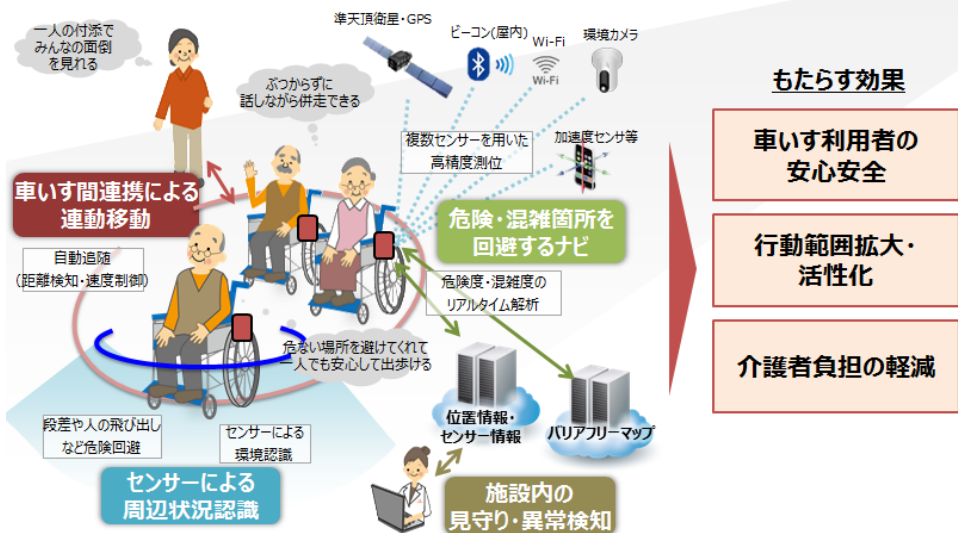 一人の付添で
みんなの面倒
を見れる
ぶつからずに
話しながら併走できる
準天頂衛星・GPS
ビーコン(屋内)
Wi-Fi
Wi-Fi
環境カメラ
複数センサーを用いた
高精度測位
加速度センサ等
車いす間連携による
連動移動
危険・混雑箇所を
回避するナビ
自動追随
(距離検知・速度制御)
危険度・混雑度の
リアルタイム解析
危ない場所を避けてくれて
一人でも安心して出歩ける
段差や人の飛び出し
など危険回避
センサーによる
環境認識
位置情報・
センサー情報
バリアフリーマップ
センサーによる
周辺状況認識
施設内の
見守り・異常検知
もたらす効果
車いす利用者の
安心安全
行動範囲拡大・
活性化
介護者負担の軽減